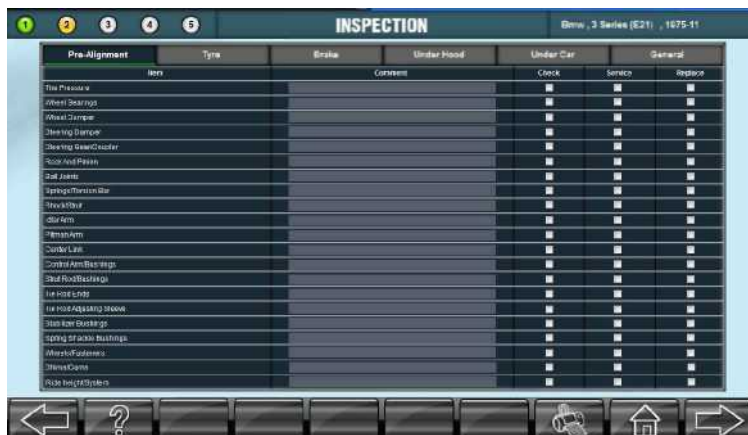 1 2 3 4 5 INSPECTION Bmw , 3 Series (E21) , 1975-11
Pre-Alignment Tyre Brake Under Hood Under Car General
Item Comment Check Service Replace
Tire Pressure
Wheel Bearings
Wheel Damper
Steering Damper
Steering Gear/Coupler
Rack And Pinion
Ball Joints
Springs/Torsion Bar
Shock/Strut
Idler Arm
Pitman Arm
Center Link
Control Arm/Bushings
Strut Rod/Bushings
Tie Rod Ends
Tie Rod Adjusting Sleeve
Stabilizer Bushings
Spring Shackle Bushings
Wheels/Fasteners
Shims/Cams
Ride height/System
?